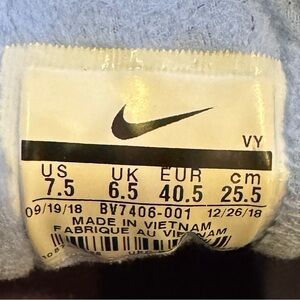 VY
US UK EUR cm
7.5 6.5 40.5 25.5
09/19/18 BV7406-001 12/26/18
MADE IN VIETNAM
FABRIQUE AU VIETNAM